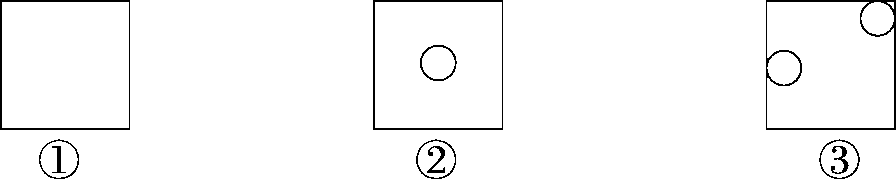 ① ② ③